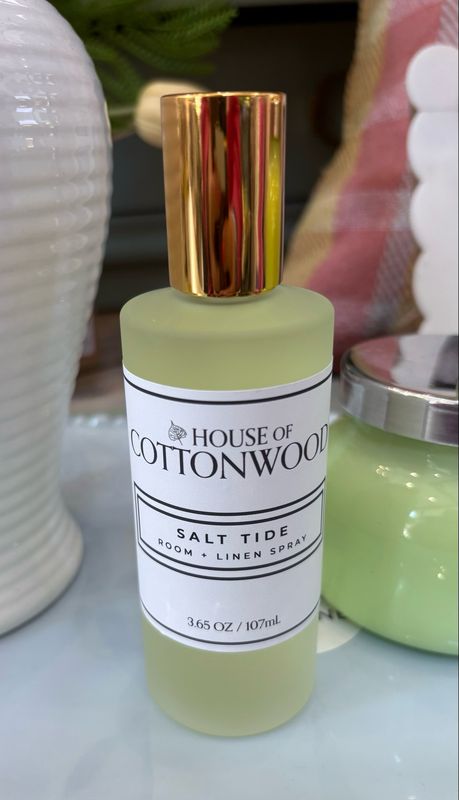 HOUSE OF
COTTONWOOD
SALT TIDE
ROOM + LINEN SPRAY
3.65 OZ / 107mL